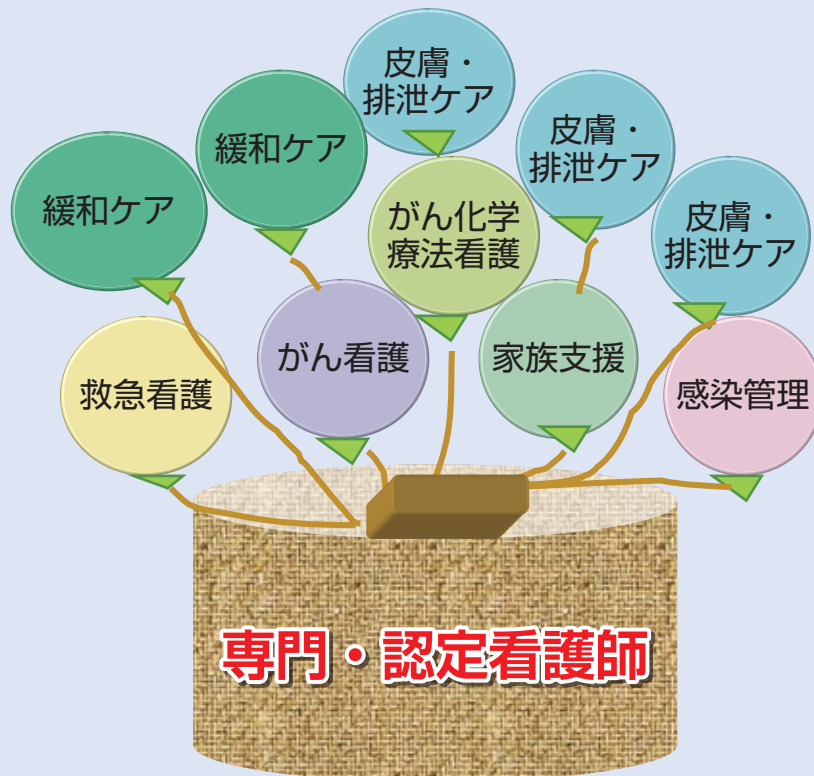 皮膚・
排泄ケア
緩和ケア
皮膚・
排泄ケア
緩和ケア
がん化学
療法看護
皮膚・
排泄ケア
救急看護
がん看護
家族支援
感染管理
専門・認定看護師